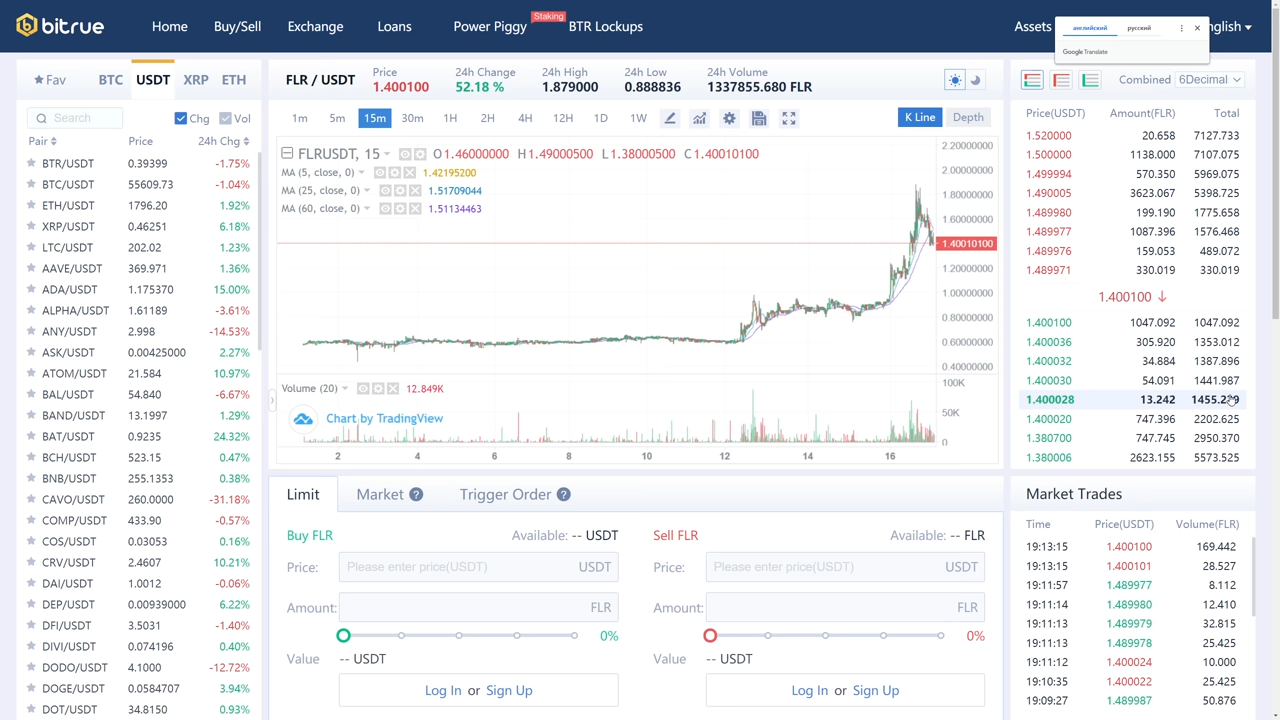 bitrue
Home Buy/Sell Exchange Loans Power Piggy Staking BTR Lockups Assets nglish
английский русский
Google Translate
Fav BTC USDT XRP ETH
Search Chg Vol
Pair Price 24h Chg
BTR/USDT 0.39399 -1.75%
BTC/USDT 55609.73 -1.04%
ETH/USDT 1796.20 1.92%
XRP/USDT 0.46251 6.18%
LTC/USDT 202.02 1.23%
AAVE/USDT 369.971 1.36%
ADA/USDT 1.175370 15.00%
ALPHA/USDT 1.61189 -3.61%
ANY/USDT 2.998 -14.53%
ASK/USDT 0.00425000 2.27%
ATOM/USDT 21.584 10.97%
BAL/USDT 54.840 -6.67%
BAND/USDT 13.1997 1.29%
BAT/USDT 0.9235 24.32%
BCH/USDT 523.15 0.47%
BNB/USDT 255.1353 0.38%
CAVO/USDT 260.0000 -31.18%
COMP/USDT 433.90 -0.57%
COS/USDT 0.03053 0.16%
CRV/USDT 2.4607 10.21%
DAI/USDT 1.0012 -0.06%
DEP/USDT 0.00939000 6.22%
DFI/USDT 3.5031 -1.40%
DIVI/USDT 0.074196 0.40%
DODO/USDT 4.1000 -12.72%
DOGE/USDT 0.0584707 3.94%
DOT/USDT 34.8150 0.93%
FLR / USDT
Price
1.400100
24h Change
52.18 %
24h High
1.879000
24h Low
0.888836
24h Volume
1337855.680 FLR
1m 5m 15m 30m 1H 2H 4H 12H 1D 1W K Line Depth
FLRUSDT, 15 O1.46000000 H1.49000500 L1.38000500 C1.40010100
MA (5, close, 0) 1.42195200
MA (25, close, 0) 1.51709044
MA (60, close, 0) 1.51134463
2.20000000
2.00000000
1.80000000
1.60000000
1.40010100
1.20000000
1.00000000
0.80000000
0.60000000
0.40000000
Volume (20) 12.849K
100K
50K
0
Chart by TradingView
2 4 6 8 10 12 14 16
Limit Market ? Trigger Order ?
Buy FLR Available: -- USDT
Price: Please enter price(USDT) USDT
Amount: FLR
0%
Value -- USDT
Log In or Sign Up
Sell FLR Available: -- FLR
Price: Please enter price(USDT) USDT
Amount: FLR
0%
Value -- USDT
Log In or Sign Up
Combined 6Decimal
Price(USDT) Amount(FLR) Total
1.520000 20.658 7127.733
1.500000 1138.000 7107.075
1.499994 570.350 5969.075
1.490005 3623.067 5398.725
1.489980 199.190 1775.658
1.489977 1087.396 1576.468
1.489976 159.053 489.072
1.489971 330.019 330.019
1.400100 ↓
1.400100 1047.092 1047.092
1.400036 305.920 1353.012
1.400032 34.884 1387.896
1.400030 54.091 1441.987
1.400028 13.242 1455.229
1.400020 747.396 2202.625
1.380700 747.745 2950.370
1.380006 2623.155 5573.525
Market Trades
Time Price(USDT) Volume(FLR)
19:13:15 1.400100 169.442
19:13:15 1.400101 28.527
19:11:57 1.489977 8.112
19:11:14 1.489980 12.410
19:11:13 1.489979 32.815
19:11:13 1.489978 25.425
19:11:12 1.400024 10.000
19:10:35 1.400022 25.425
19:09:27 1.489987 50.876